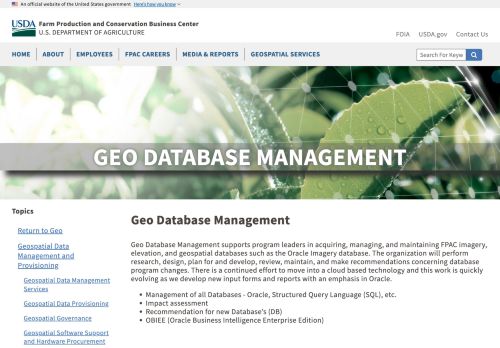 An official website of the United States government Here's how you know
USDA Farm Production and Conservation Business Center
U.S. DEPARTMENT OF AGRICULTURE
FOIA USDA.gov Contact Us
HOME ABOUT EMPLOYEES FPAC CAREERS MEDIA & REPORTS GEOSPATIAL SERVICES
Search For Keyw
GEO DATABASE MANAGEMENT
Topics
Return to Geo
Geospatial Data
Management and
Provisioning
Geospatial Data Management
Services
Geospatial Data Provisioning
Geospatial Governance
Geospatial Software Support
and Hardware Procurement
Geo Database Management
Geo Database Management supports program leaders in acquiring, managing, and maintaining FPAC imagery,
elevation, and geospatial databases such as the Oracle Imagery database. The organization will perform
research, design, plan for and develop, review, maintain, and make recommendations concerning database
program changes. There is a continued effort to move into a cloud based technology and this work is quickly
evolving as we develop new input forms and reports with an emphasis in Oracle.
• Management of all Databases - Oracle, Structured Query Language (SQL), etc.
• Impact assessment
• Recommendation for new Database's (DB)
• OBIEE (Oracle Business Intelligence Enterprise Edition)